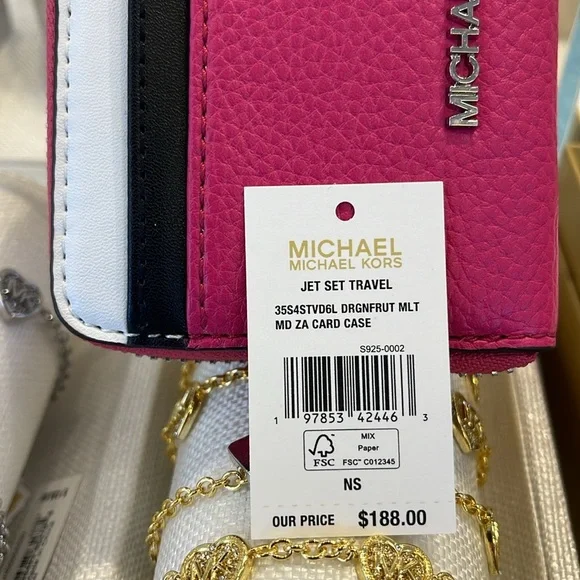 MICHA
MICHAEL
MICHAEL KORS
JET SET TRAVEL
35S4STVD6L DRGNFRUT MLT
MD ZA CARD CASE
S925-0002
1 97853 42446 3
FSC
MIX
Paper
FSC™ C012345
NS
OUR PRICE $188.00